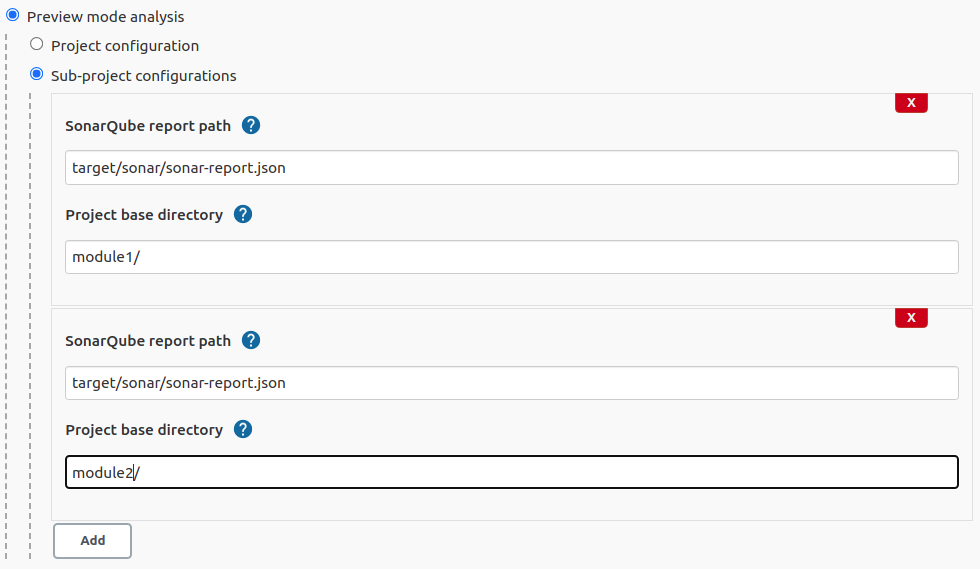 Preview mode analysis
Project configuration
Sub-project configurations
X
SonarQube report path ?
target/sonar/sonar-report.json
Project base directory ?
module1/
X
SonarQube report path ?
target/sonar/sonar-report.json
Project base directory ?
module2/
Add